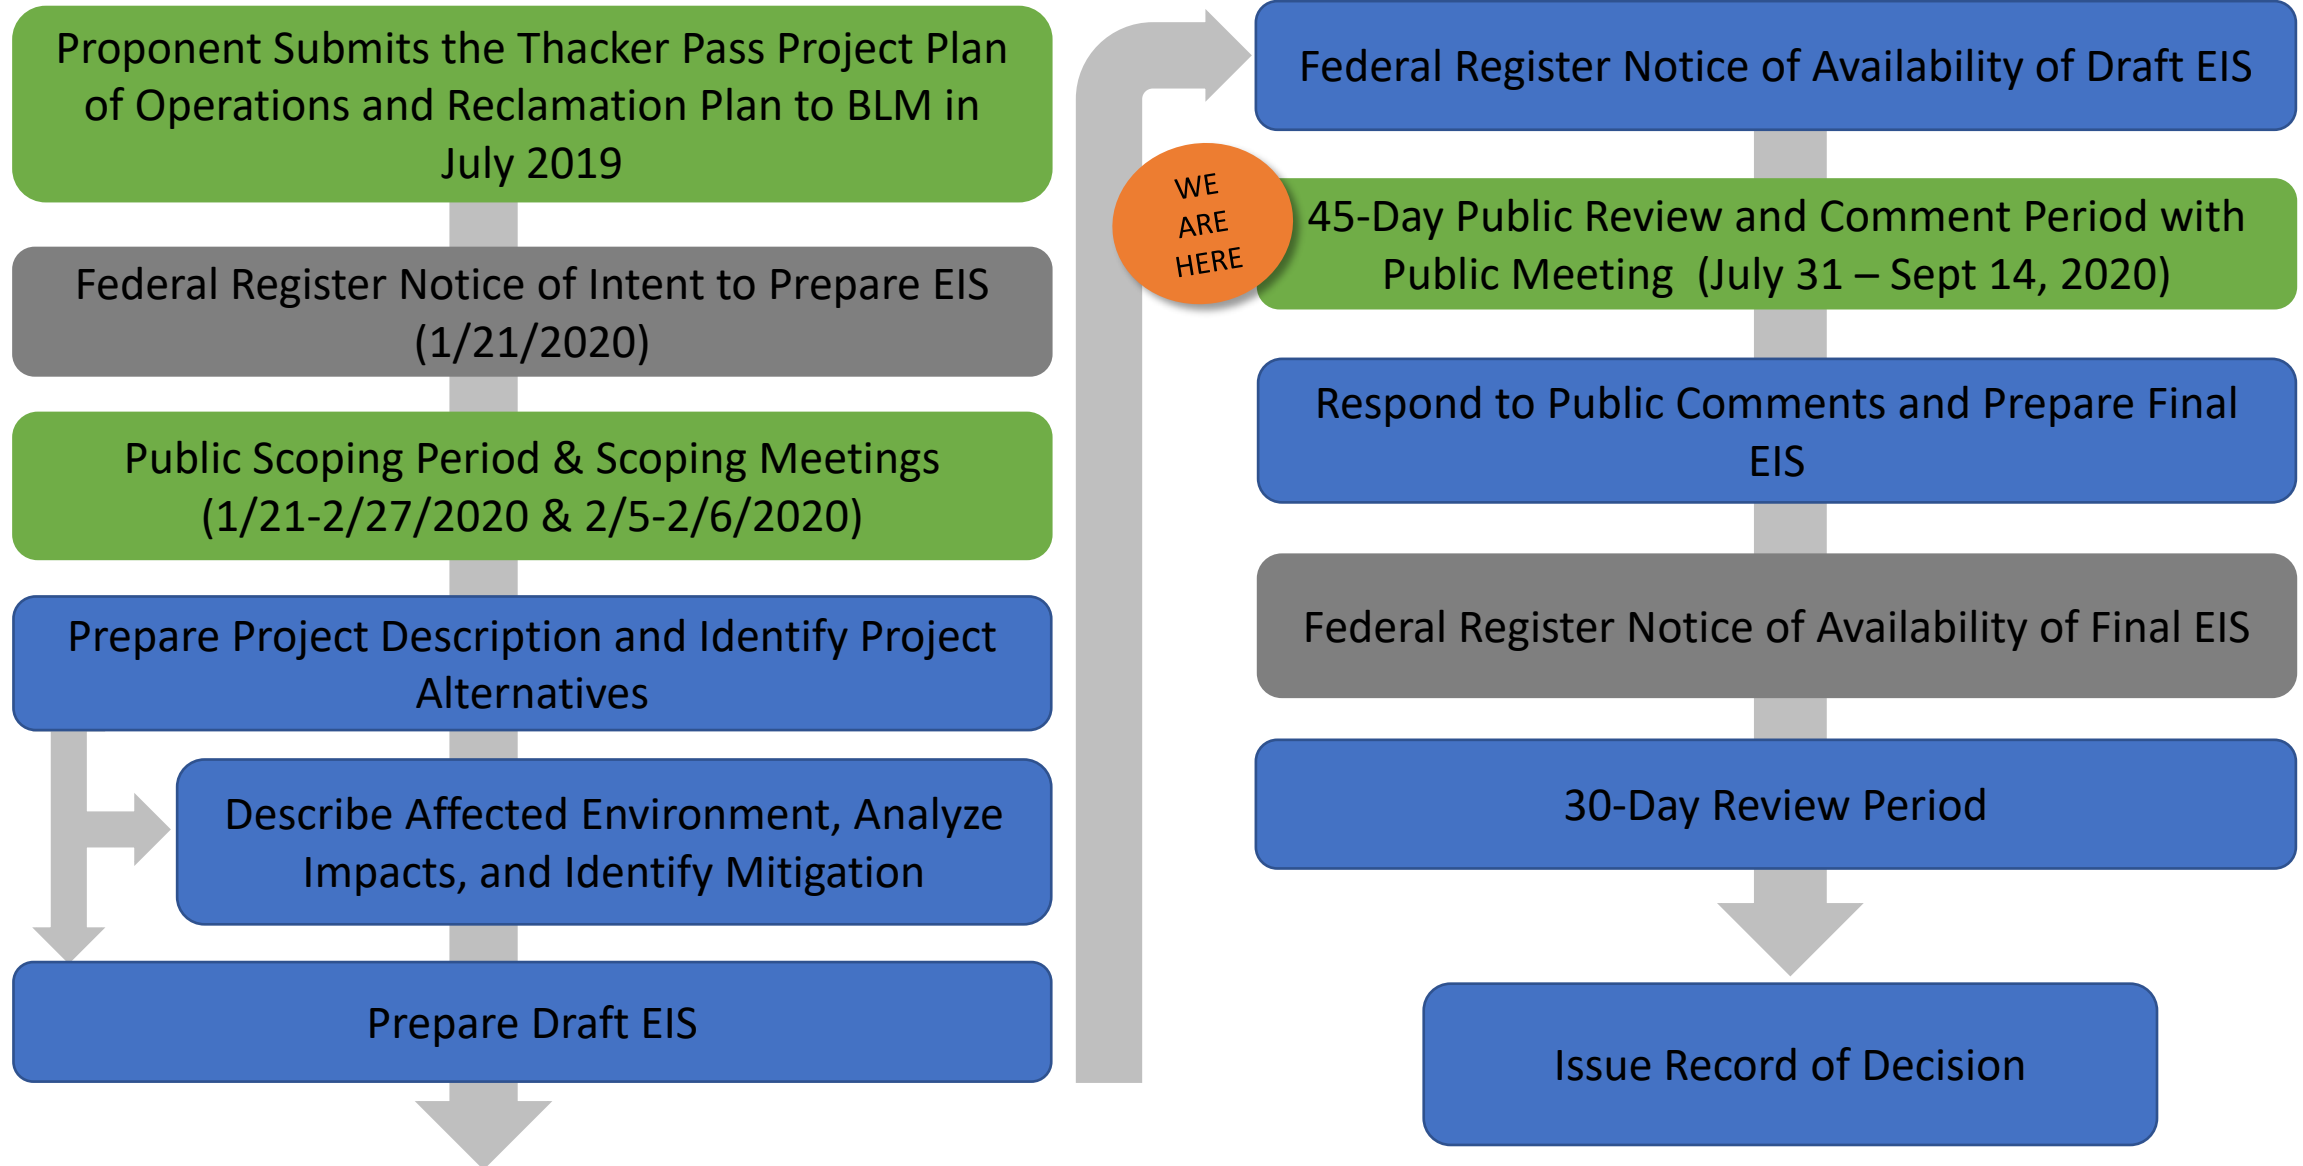 Proponent Submits the Thacker Pass Project Plan
of Operations and Reclamation Plan to BLM in
July 2019
Federal Register Notice of Intent to Prepare EIS
(1/21/2020)
Public Scoping Period & Scoping Meetings
(1/21-2/27/2020 & 2/5-2/6/2020)
Prepare Project Description and Identify Project
Alternatives
Describe Affected Environment, Analyze
Impacts, and Identify Mitigation
Prepare Draft EIS
Federal Register Notice of Availability of Draft EIS
WE
ARE
HERE
45-Day Public Review and Comment Period with
Public Meeting  (July 31 – Sept 14, 2020)
Respond to Public Comments and Prepare Final
EIS
Federal Register Notice of Availability of Final EIS
30-Day Review Period
Issue Record of Decision